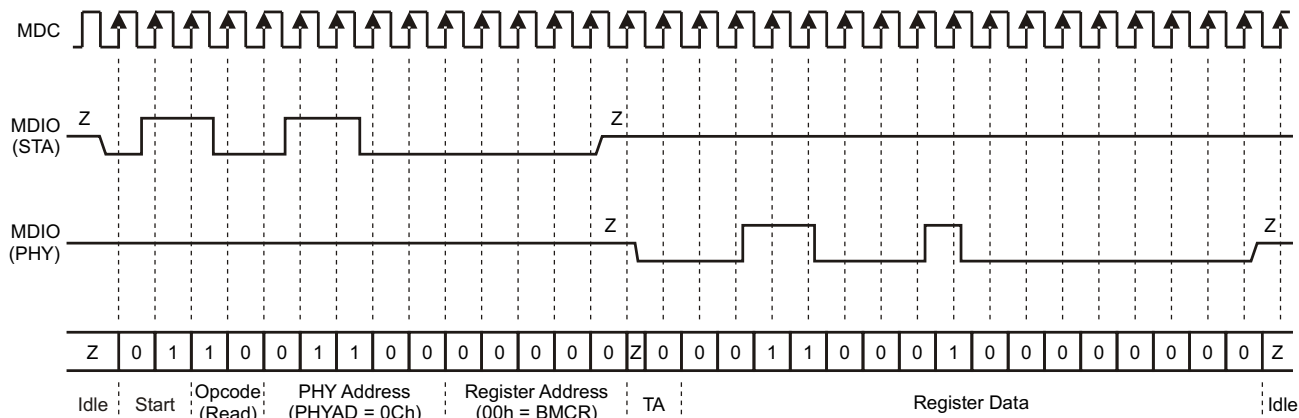 MDC
MDIO
(STA)
Z
Z
MDIO
(PHY)
Z
Z
Z 0 1 1 0 0 1 1 0 0 0 0 0 0 0 Z 0 0 0 1 1 0 0 0 1 0 0 0 0 0 0 0 0 Z
Idle
Start
Opcode
(Read)
PHY Address
(PHYAD = 0Ch)
Register Address
(00h = BMCR)
TA
Register Data
Idle